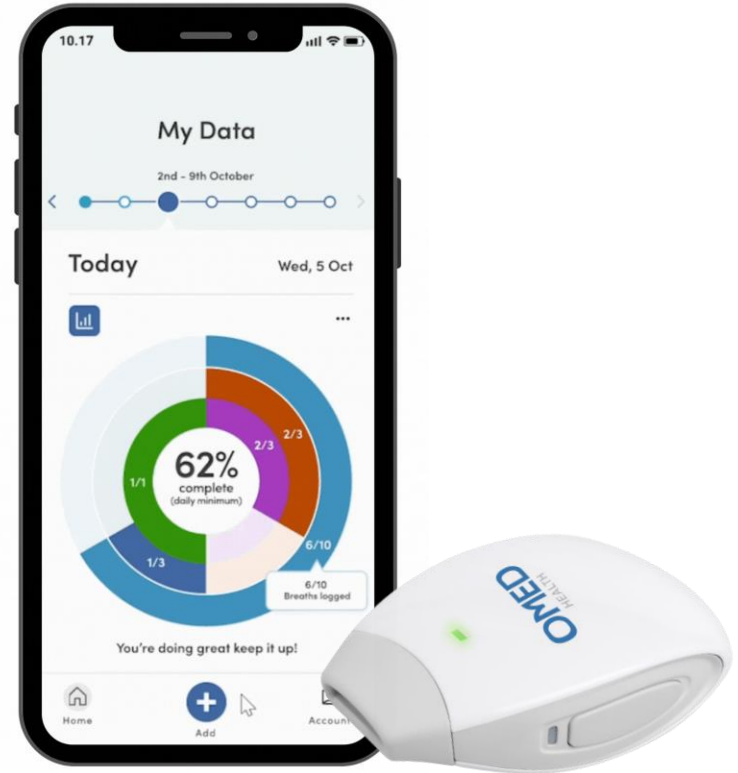 10.17
My Data
2nd - 9th October
Today
Wed, 5 Oct
2/3
2/3
62%
complete
(daily minimum)
1/1
6/10
1/3
6/10
Breaths logged
You're doing great keep it up!
Home
Add
Account
OMED
HEALTH